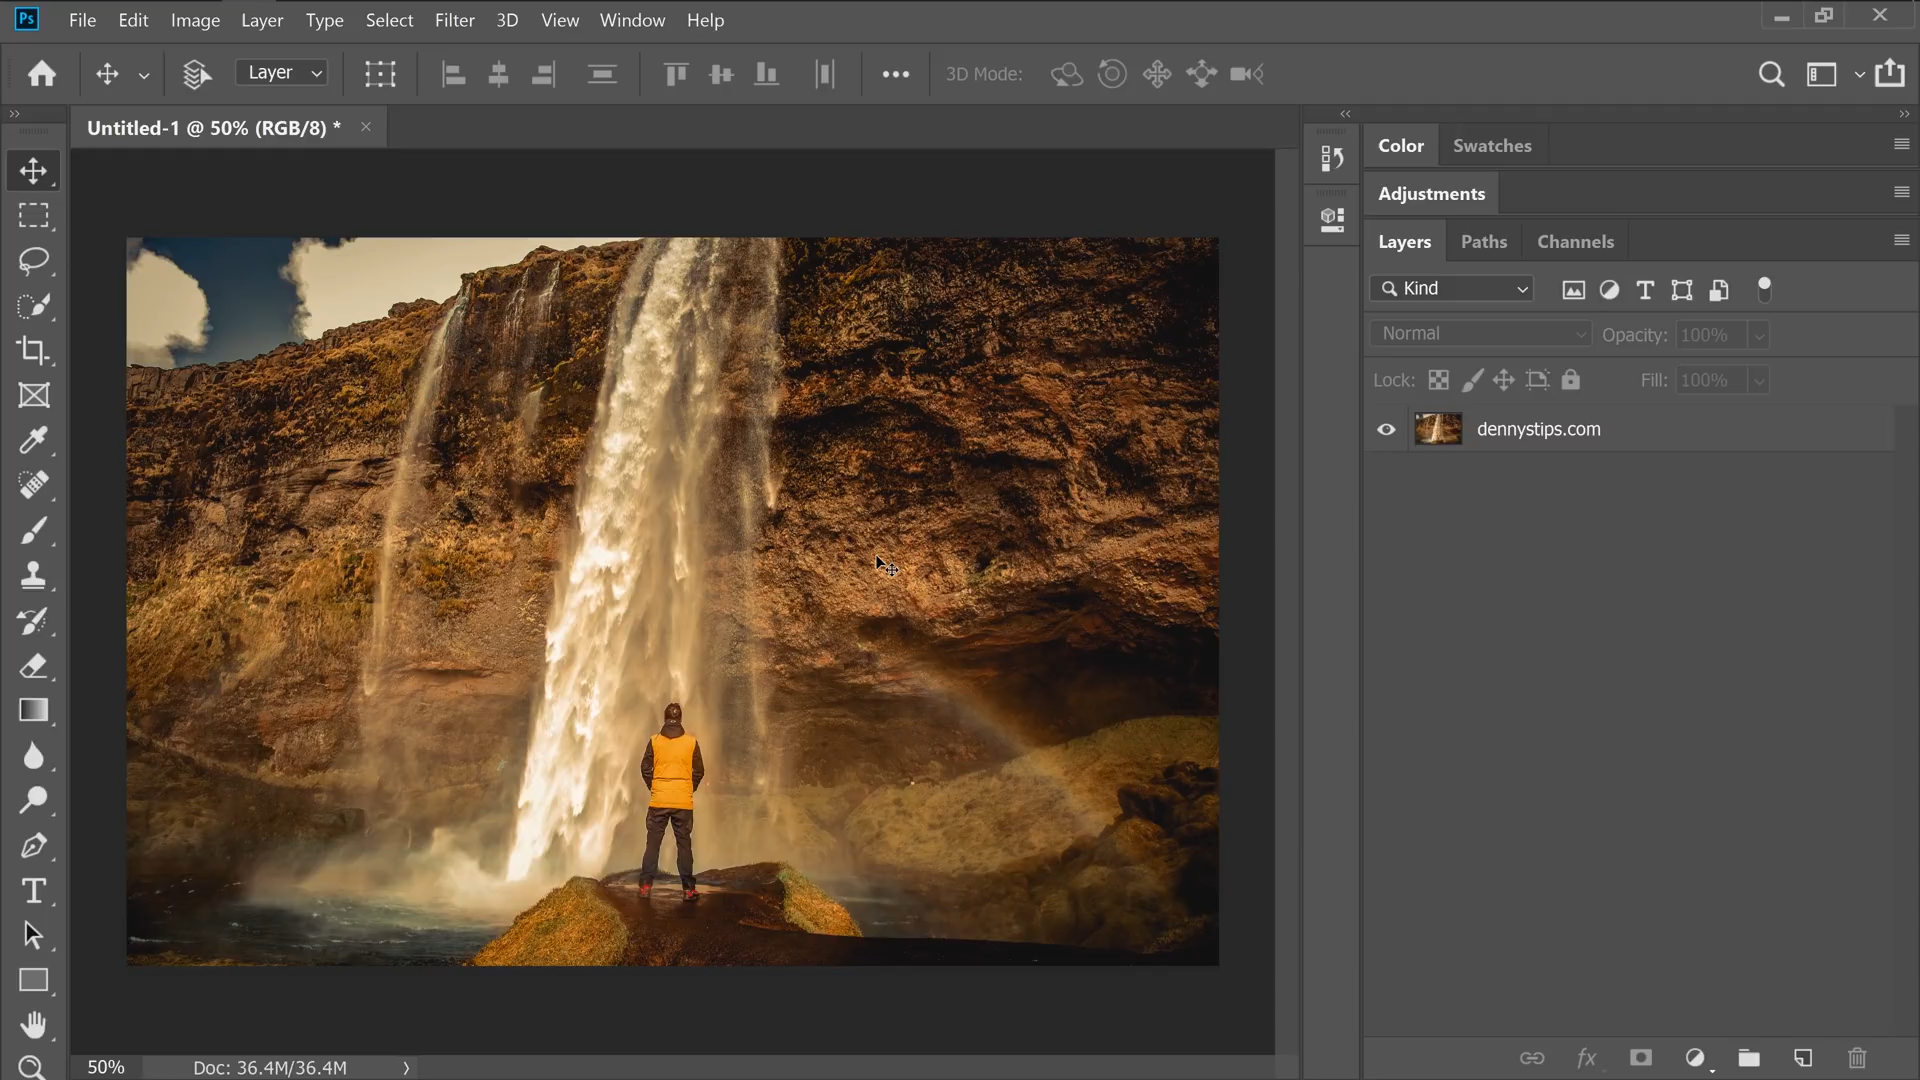 Ps File Edit Image Layer Type Select Filter 3D View Window Help
Layer 3D Mode:
Untitled-1 @ 50% (RGB/8) *
Color Swatches
Adjustments
Layers Paths Channels
Kind
Normal Opacity: 100%
Lock: Fill: 100%
dennystips.com
fx
50% Doc: 36.4M/36.4M